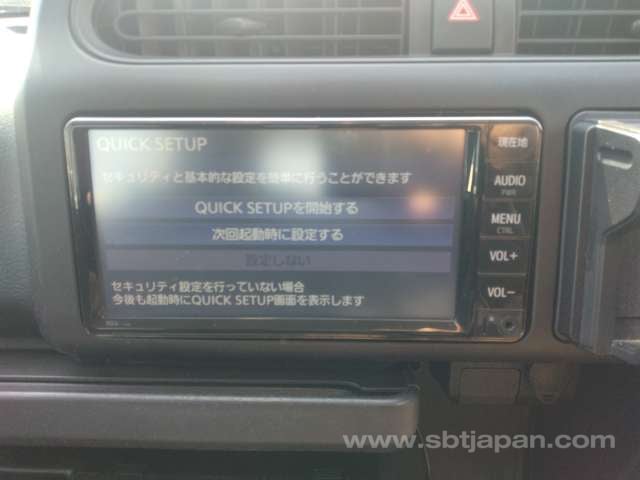 QUICK SETUP
セキュリティと基本的な設定を簡単に行うことができます
QUICK SETUPを開始する
次回起動時に設定する
設定しない
セキュリティ設定を行っていない場合
今後も起動時にQUICK SETUP画面を表示します
現在地
AUDIO
PWR
MENU
CTRL
VOL+
VOL-
www.sbtjapan.com